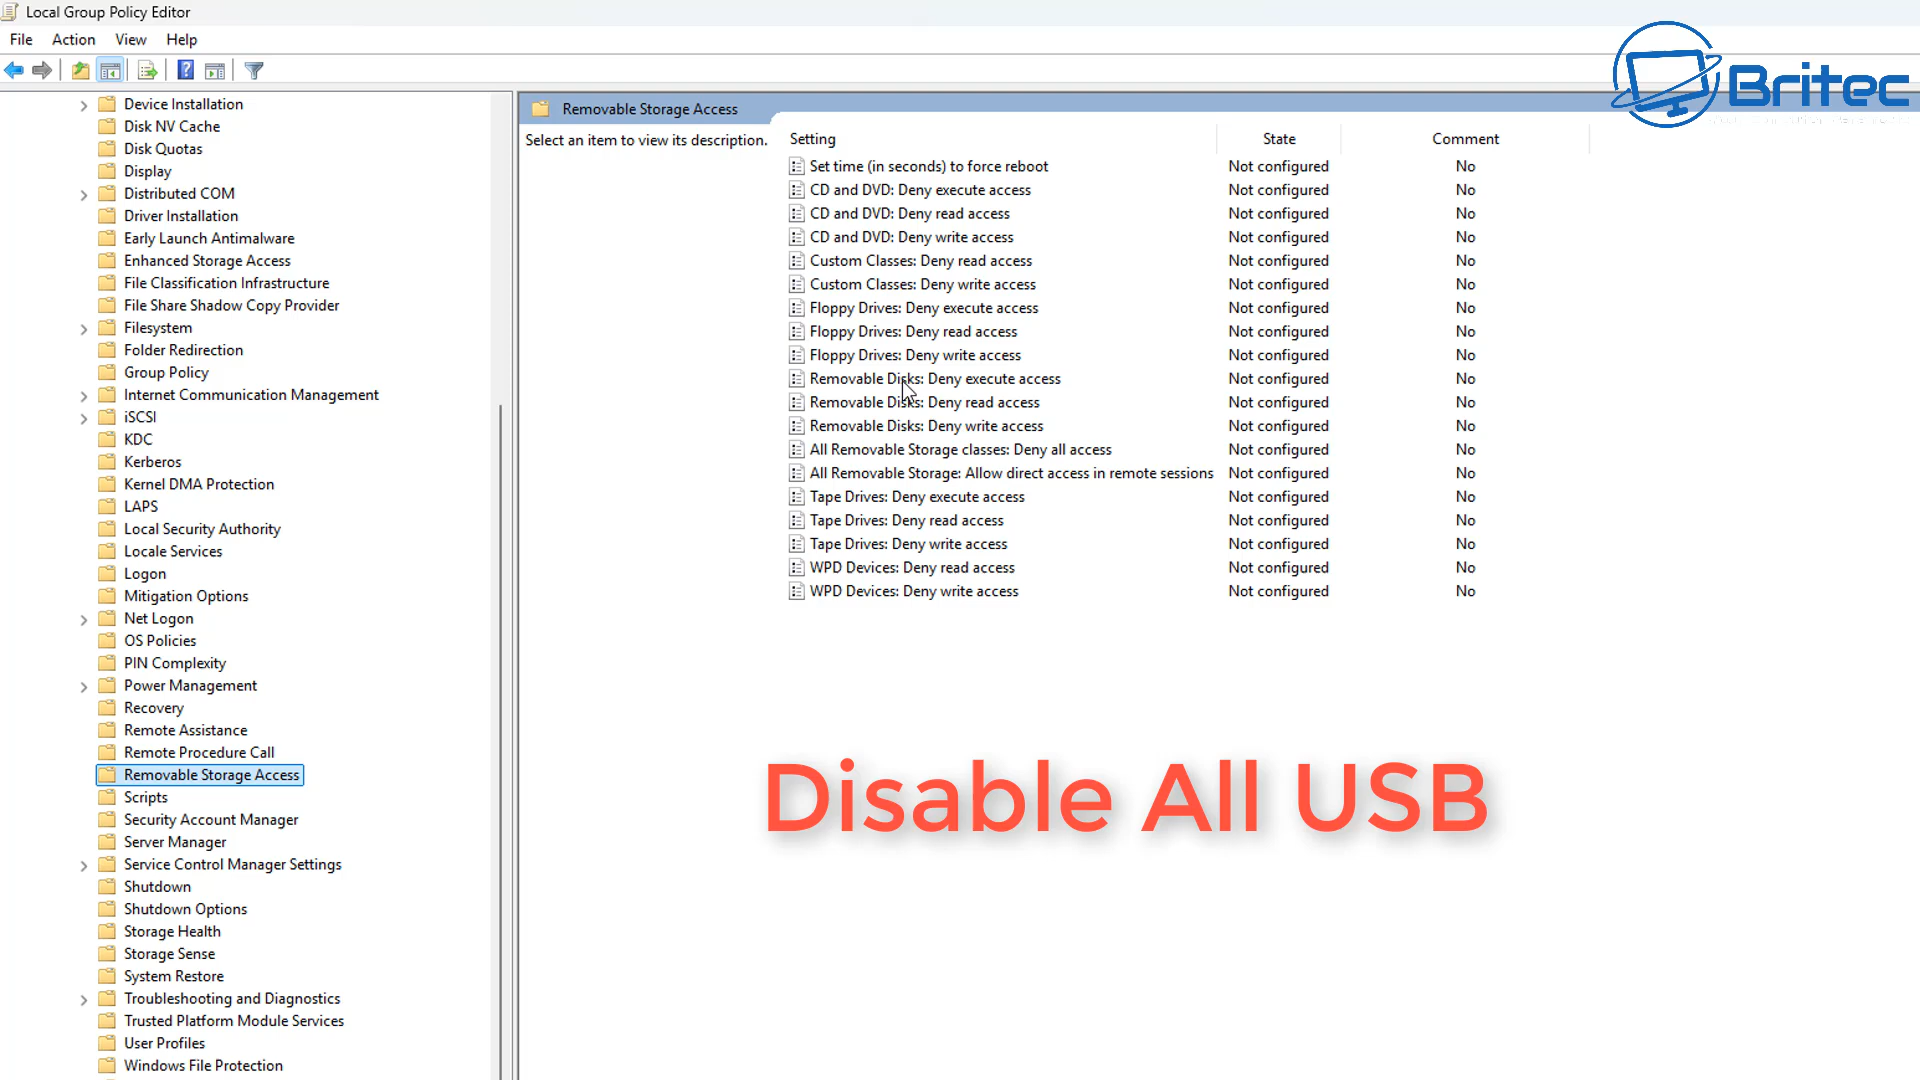 Local Group Policy Editor
File Action View Help
Britec
Device Installation
Disk NV Cache
Disk Quotas
Display
Distributed COM
Driver Installation
Early Launch Antimalware
Enhanced Storage Access
File Classification Infrastructure
File Share Shadow Copy Provider
Filesystem
Folder Redirection
Group Policy
Internet Communication Management
iSCSI
KDC
Kerberos
Kernel DMA Protection
LAPS
Local Security Authority
Locale Services
Logon
Mitigation Options
Net Logon
OS Policies
PIN Complexity
Power Management
Recovery
Remote Assistance
Remote Procedure Call
Removable Storage Access
Scripts
Security Account Manager
Server Manager
Service Control Manager Settings
Shutdown
Shutdown Options
Storage Health
Storage Sense
System Restore
Troubleshooting and Diagnostics
Trusted Platform Module Services
User Profiles
Windows File Protection
Removable Storage Access
Select an item to view its description.
Setting State Comment
Set time (in seconds) to force reboot Not configured No
CD and DVD: Deny execute access Not configured No
CD and DVD: Deny read access Not configured No
CD and DVD: Deny write access Not configured No
Custom Classes: Deny read access Not configured No
Custom Classes: Deny write access Not configured No
Floppy Drives: Deny execute access Not configured No
Floppy Drives: Deny read access Not configured No
Floppy Drives: Deny write access Not configured No
Removable Disks: Deny execute access Not configured No
Removable Disks: Deny read access Not configured No
Removable Disks: Deny write access Not configured No
All Removable Storage classes: Deny all access Not configured No
All Removable Storage: Allow direct access in remote sessions Not configured No
Tape Drives: Deny execute access Not configured No
Tape Drives: Deny read access Not configured No
Tape Drives: Deny write access Not configured No
WPD Devices: Deny read access Not configured No
WPD Devices: Deny write access Not configured No
Disable All USB